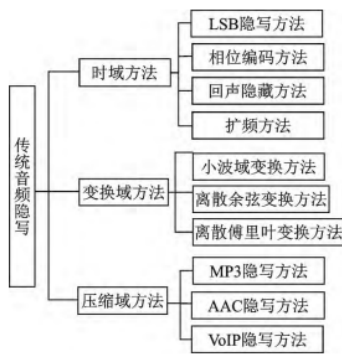 传统音频隐写
时域方法
LSB隐写方法
相位编码方法
回声隐藏方法
扩频方法
变换域方法
小波域变换方法
离散余弦变换方法
离散傅里叶变换方法
压缩域方法
MP3隐写方法
AAC隐写方法
VoIP隐写方法